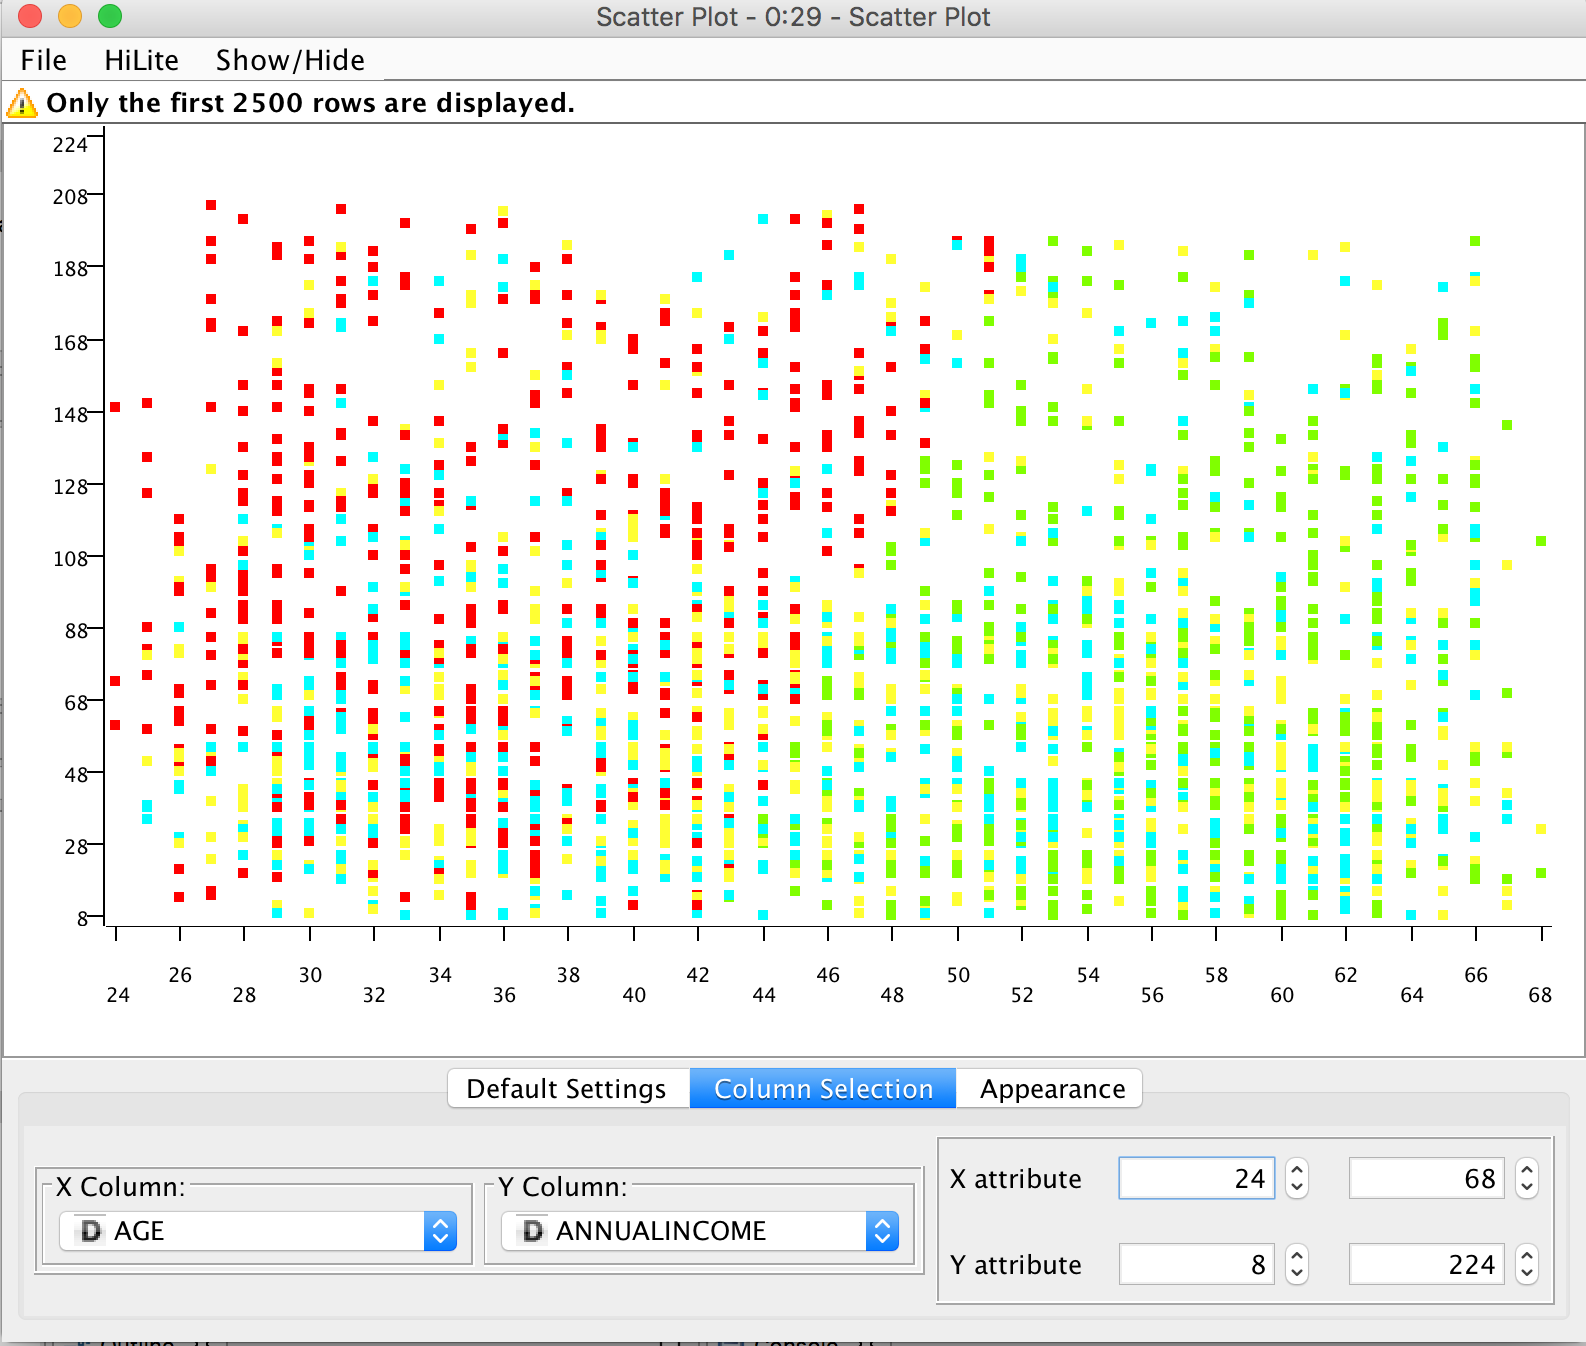 Scatter Plot - 0:29 - Scatter Plot
File HiLite Show/Hide
Only the first 2500 rows are displayed.
224
208
188
168
148
128
108
88
68
48
28
8
26 30 34 38 42 46 50 54 58 62 66
24 28 32 36 40 44 48 52 56 60 64 68
Default Settings Column Selection Appearance
X Column: Y Column:
D AGE D ANNUALINCOME
X attribute 24 68
Y attribute 8 224